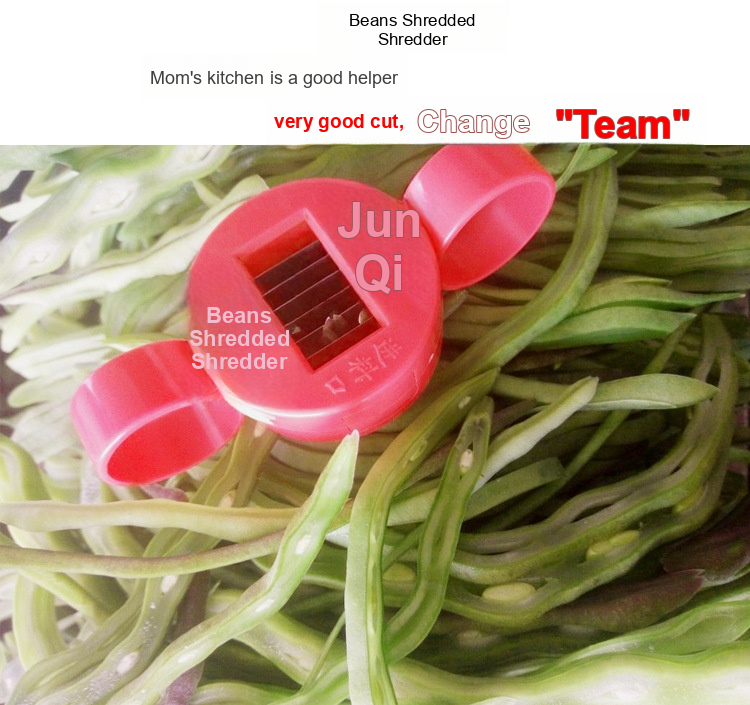 Beans Shredded
Shredder
Mom's kitchen is a good helper
very good cut, Change "Team"
Jun
Qi
Beans
Shredded
Shredder